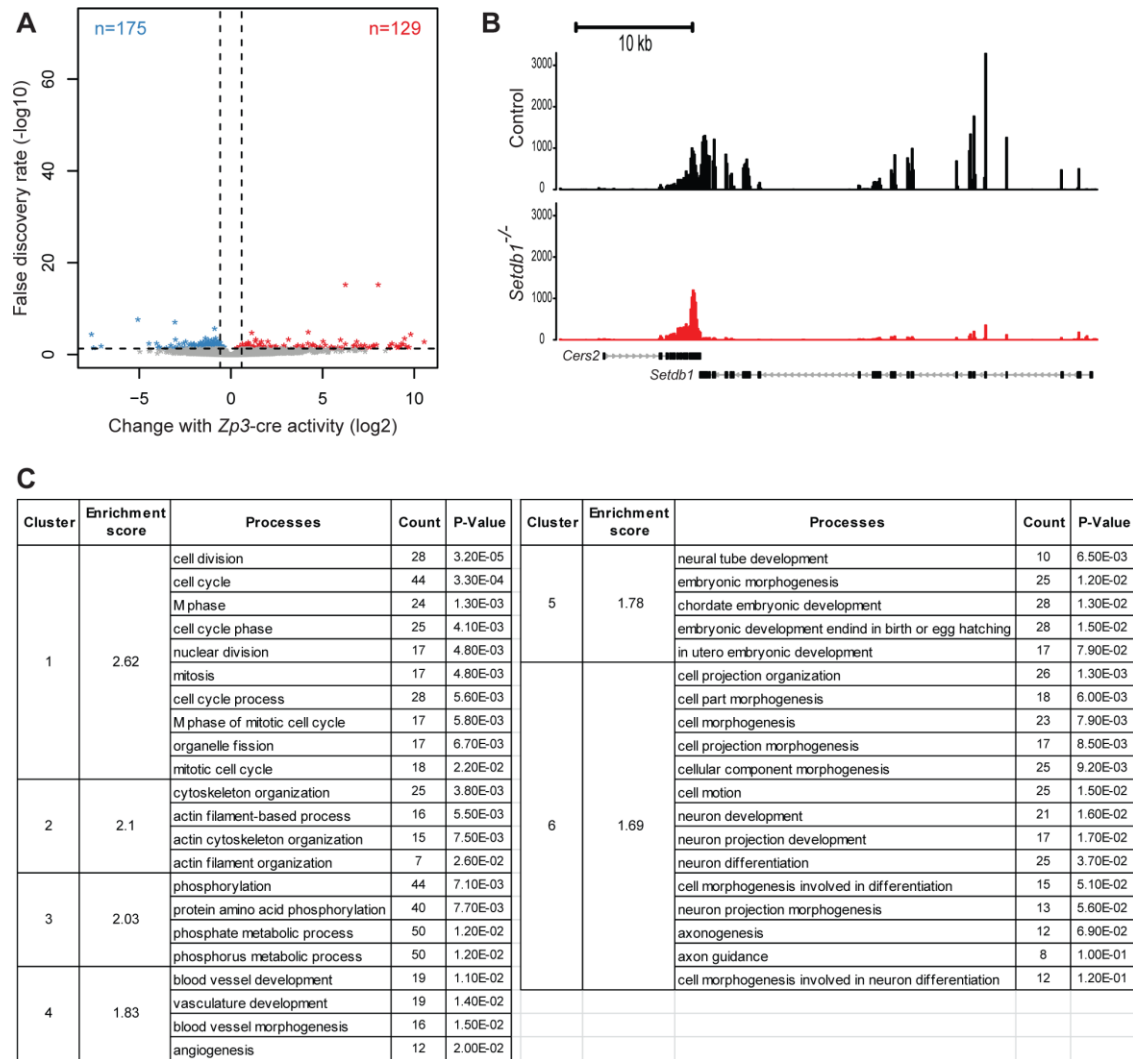 A
n=175
n=129
False discovery rate (-log10)
60
40
20
0
−5
0
5
10
Change with Zp3-cre activity (log2)
B
10 kb
Control
3000
2000
1000
0
Setdb1-/-
3000
2000
1000
0
Cers2
Setdb1
C
Cluster Enrichment score Processes Count P-Value
1 2.62
cell division 28 3.20E-05
cell cycle 44 3.30E-04
M phase 24 1.30E-03
cell cycle phase 25 4.10E-03
nuclear division 17 4.80E-03
mitosis 17 4.80E-03
cell cycle process 28 5.60E-03
M phase of mitotic cell cycle 17 5.80E-03
organelle fission 17 6.70E-03
mitotic cell cycle 18 2.20E-02
2 2.1
cytoskeleton organization 25 3.80E-03
actin filament-based process 16 5.50E-03
actin cytoskeleton organization 15 7.50E-03
actin filament organization 7 2.60E-02
3 2.03
phosphorylation 44 7.10E-03
protein amino acid phosphorylation 40 7.70E-03
phosphate metabolic process 50 1.20E-02
phosphorus metabolic process 50 1.20E-02
4 1.83
blood vessel development 19 1.10E-02
vasculature development 19 1.40E-02
blood vessel morphogenesis 16 1.50E-02
angiogenesis 12 2.00E-02
Cluster Enrichment score Processes Count P-Value
5 1.78
neural tube development 10 6.50E-03
embryonic morphogenesis 25 1.20E-02
chordate embryonic development 28 1.30E-02
embryonic development endind in birth or egg hatching 28 1.50E-02
in utero embryonic development 17 7.90E-02
6 1.69
cell projection organization 26 1.30E-03
cell part morphogenesis 18 6.00E-03
cell morphogenesis 23 7.90E-03
cell projection morphogenesis 17 8.50E-03
cellular component morphogenesis 25 9.20E-03
cell motion 25 1.50E-02
neuron development 21 1.60E-02
neuron projection development 17 1.70E-02
neuron differentiation 25 3.70E-02
cell morphogenesis involved in differentiation 15 5.10E-02
neuron projection morphogenesis 13 5.60E-02
axonogenesis 12 6.90E-02
axon guidance 8 1.00E-01
cell morphogenesis involved in neuron differentiation 12 1.20E-01